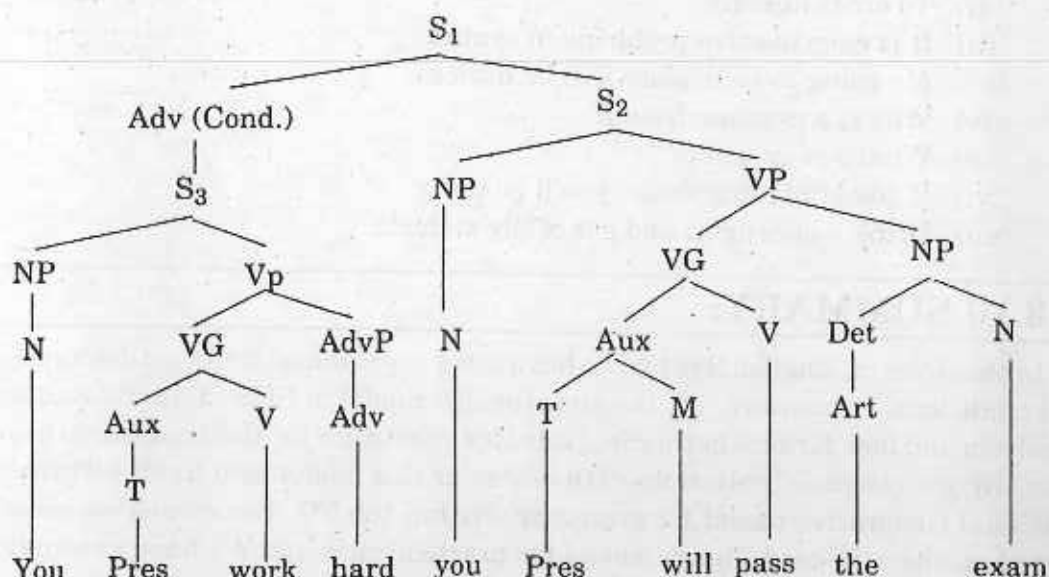 S₁
Adv (Cond.) S₂
S₃ NP VP
NP Vp VG NP
N VG AdvP N Aux V Det N
Aux V Adv T M Art
T
You Pres work hard you Pres will pass the exam